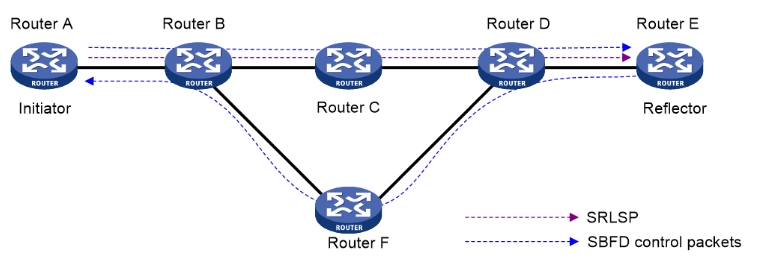 Router A
Router B
Router D
Router E
ROUTER
ROUTER
ROUTER
ROUTER
ROUTER
Initiator
Router C
Reflector
ROUTER
Router F
SRLSP
SBFD control packets